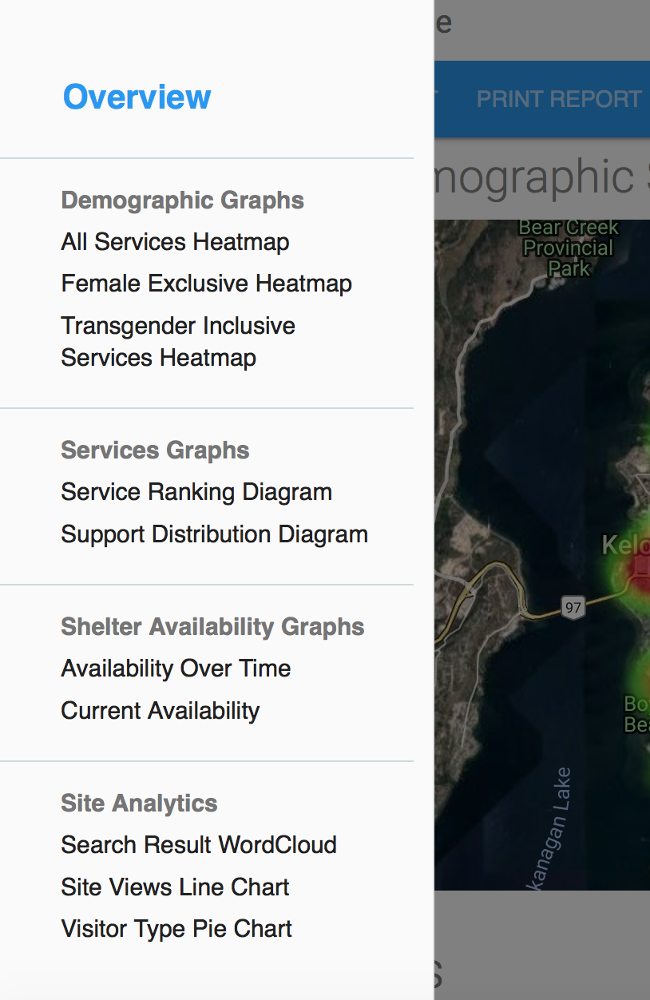 Overview
Demographic Graphs
All Services Heatmap
Female Exclusive Heatmap
Transgender Inclusive
Services Heatmap
Services Graphs
Service Ranking Diagram
Support Distribution Diagram
Shelter Availability Graphs
Availability Over Time
Current Availability
Site Analytics
Search Result WordCloud
Site Views Line Chart
Visitor Type Pie Chart
PRINT REPORT
mographic
Bear Creek
Provincial
Park
Kelo
97
Bo
Bea
kanagan Lake